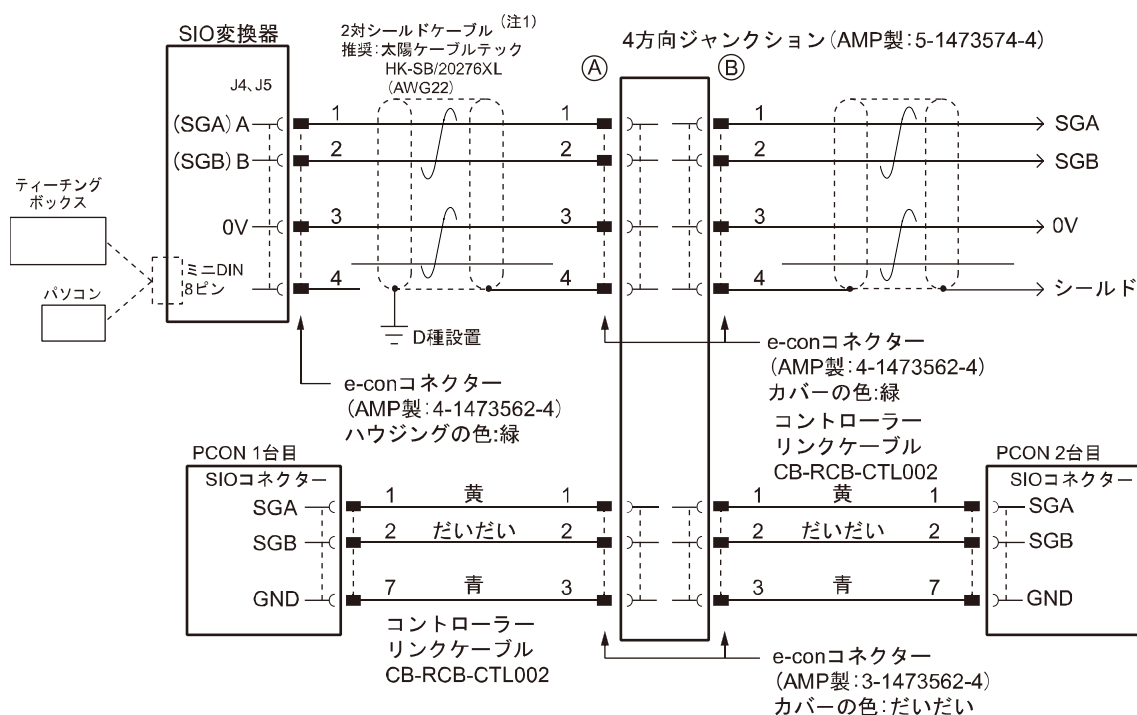 SIO変換器
2対シールドケーブル(注1)
推奨:太陽ケーブルテック
HK-SB/20276XL
(AWG22)
4方向ジャンクション(AMP製:5-1473574-4)
Ⓐ Ⓑ
J4、J5
(SGA)A 1 1 1 SGA
(SGB)B 2 2 2 SGB
ティーチング
ボックス
0V 3 3 3 0V
ミニDIN
8ピン
パソコン
4 4 4 シールド
D種設置
e-conコネクター
(AMP製:4-1473562-4)
ハウジングの色:緑
e-conコネクター
(AMP製:4-1473562-4)
カバーの色:緑
コントローラー
リンクケーブル
CB-RCB-CTL002
PCON 1台目
SIOコネクター
PCON 2台目
SIOコネクター
SGA 1 黄 1 1 黄 1 SGA
SGB 2 だいだい 2 2 だいだい 2 SGB
GND 7 青 3 3 青 7 GND
コントローラー
リンクケーブル
CB-RCB-CTL002
e-conコネクター
(AMP製:3-1473562-4)
カバーの色:だいだい